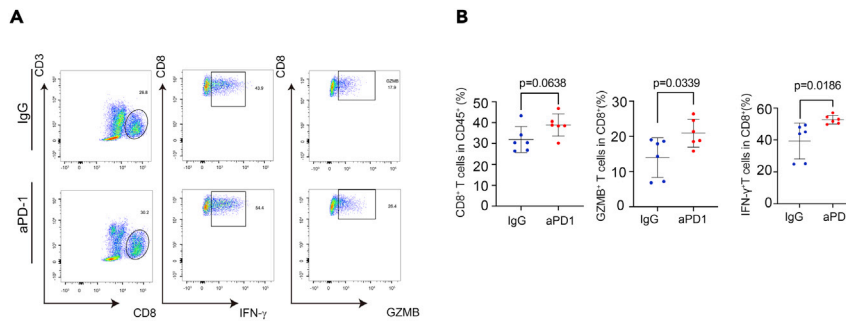 A
B
CD3
CD8
CD8
IgG
aPD-1
26.8
43.9
GZMB
17.9
30.2
54.4
25.4
CD8
IFN-γ
GZMB
p=0.0638
CD8⁺ T cells in CD45⁺ (%)
50
40
30
20
10
0
IgG
aPD1
p=0.0339
GZMB⁺ T cells in CD8⁺(%)
30
20
10
0
IgG
aPD1
p=0.0186
IFN-γ⁺T cells in CD8⁺(%)
60
40
20
0
IgG
aPD